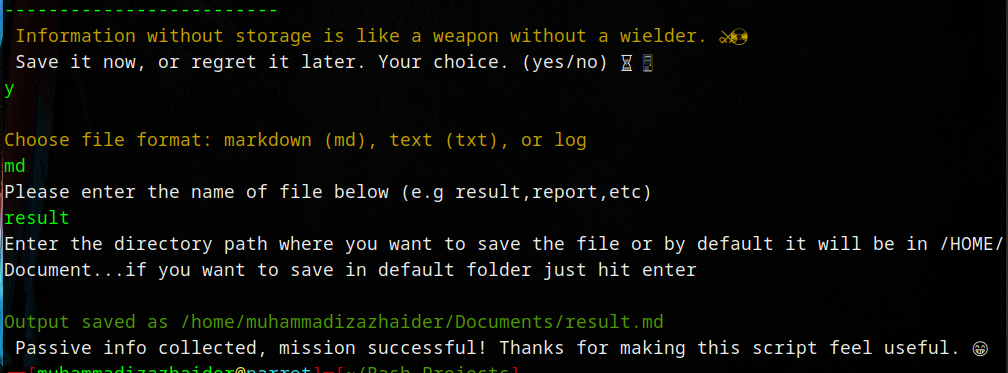 -------------------------
Information without storage is like a weapon without a wielder. ⚔️🛡️
Save it now, or regret it later. Your choice. (yes/no) ⌛🗄
y
Choose file format: markdown (md), text (txt), or log
md
Please enter the name of file below (e.g result,report,etc)
result
Enter the directory path where you want to save the file or by default it will be in /HOME/
Document...if you want to save in default folder just hit enter
Output saved as /home/muhammadizazhaider/Documents/result.md
Passive info collected, mission successful! Thanks for making this script feel useful. 😁
[muhammadizazhaider@parrot]─[~/Bash Projects]